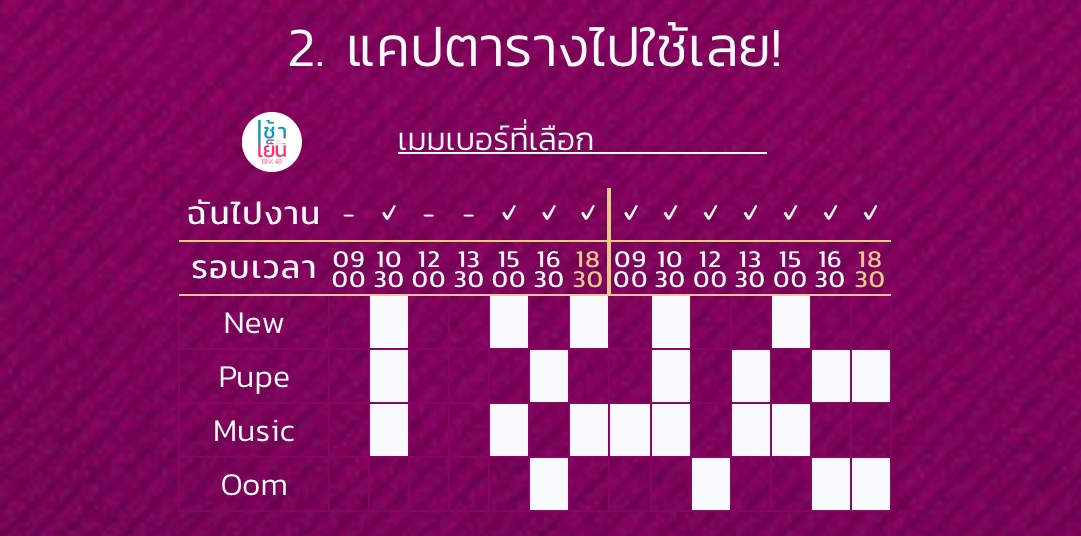 2. แคปตารางไปใช้เลย!
เช้า
เย็น
BNK48
เมมเบอร์ที่เลือก
ฉันไปงาน - ✓ - - ✓ ✓ ✓ ✓ ✓ ✓ ✓ ✓ ✓ ✓
รอบเวลา 09 10 12 13 15 16 18 09 10 12 13 15 16 18
00 30 00 30 00 30 30 00 30 00 30 00 30 30
New
Pupe
Music
Oom